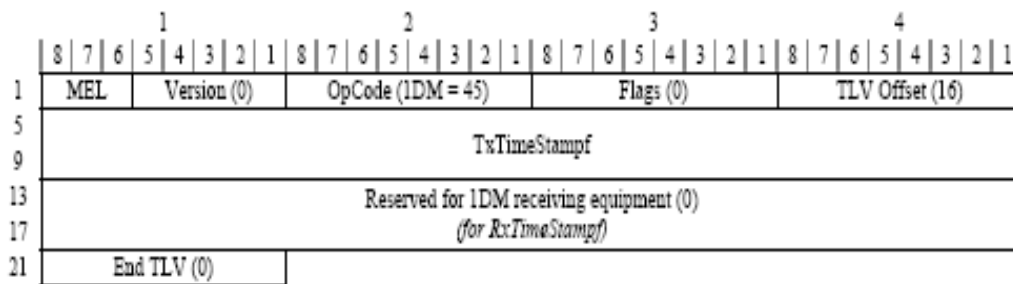 1 2 3 4
8 7 6 5 4 3 2 1 8 7 6 5 4 3 2 1 8 7 6 5 4 3 2 1 8 7 6 5 4 3 2 1
1 MEL Version (0) OpCode (1DM = 45) Flags (0) TLV Offset (16)
5
TxTimeStampf
9
13 Reserved for 1DM receiving equipment (0)
17 (for RxTimeStampf)
21 End TLV (0)